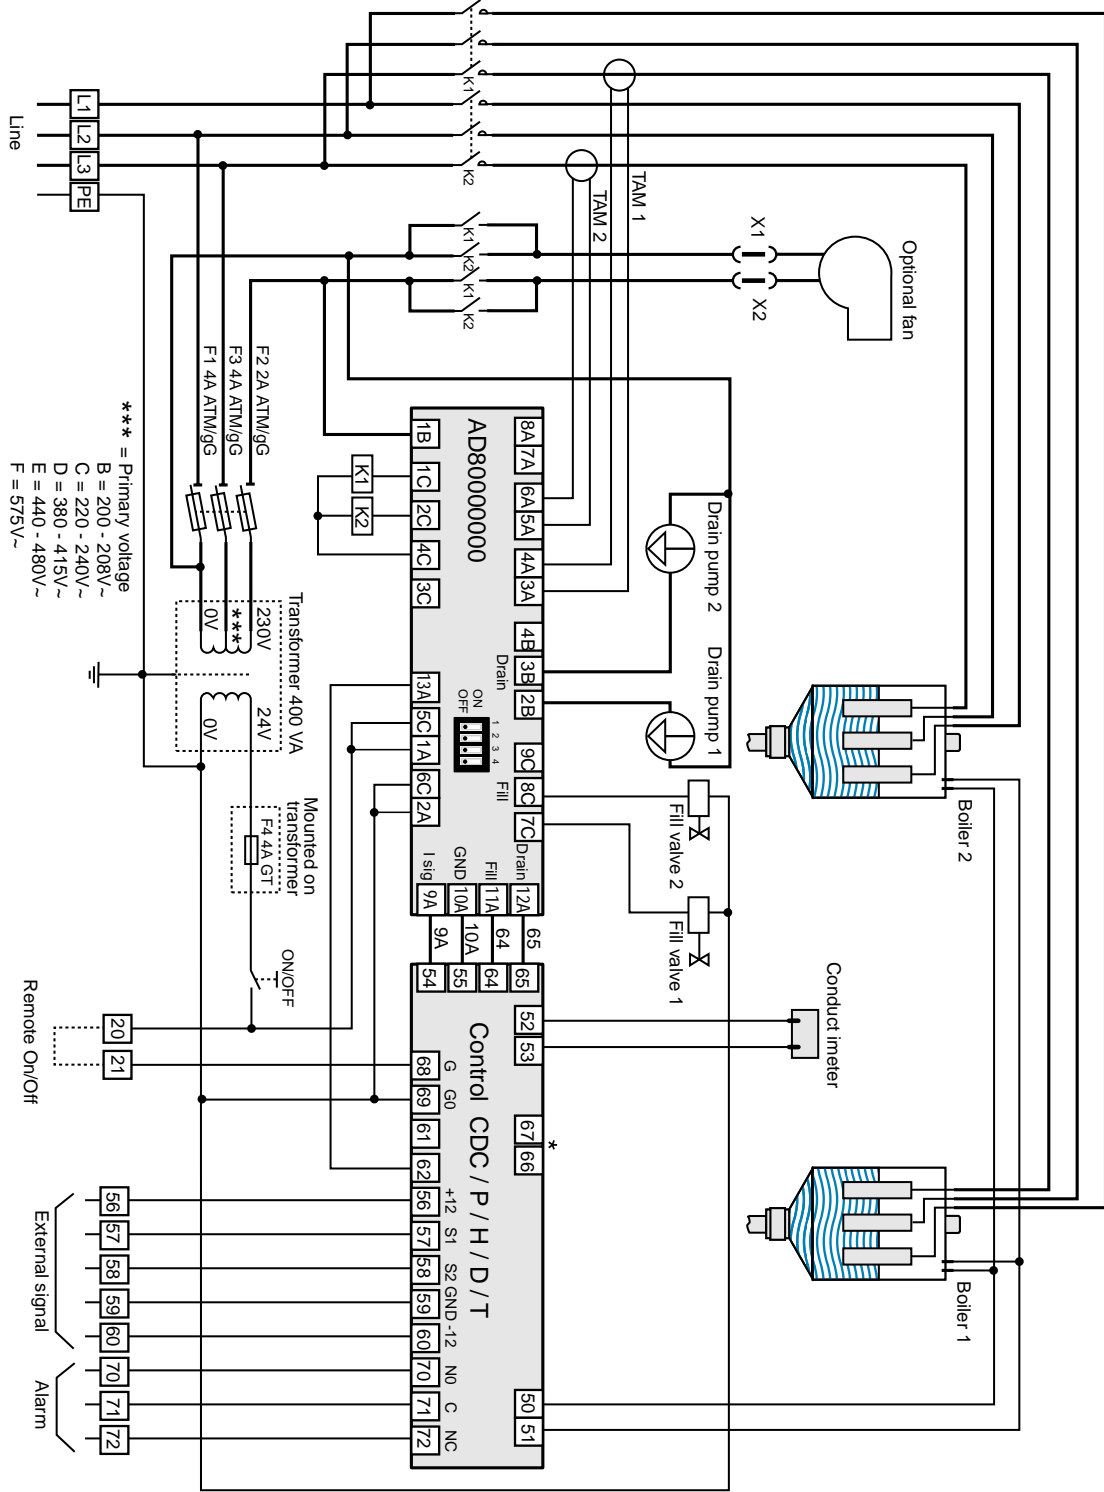 Line
L1
L2
L3
PE
K1
K2
TAM 1
TAM 2
K1
K2
K1
K2
X1
X2
Optional fan
F2 2A ATM/gG
F3 4A ATM/gG
F1 4A ATM/gG
*** = Primary voltage
B = 200 - 208V~
C = 220 - 240V~
D = 380 - 415V~
E = 440 - 480V~
F = 575V~
Transformer 400 VA
230V
***
0V
24V
0V
Mounted on
transformer
F4 4A GT
ON/OFF
Remote On/Off
20
21
AD80000000
8A
7A
6A
5A
4A
3A
4B
3B
2B
9C
8C
7C
12A
11A
10A
9A
Drain
Fill
Drain
Fill
GND
I sig
1B
1C
2C
4C
3C
13A
5C
1A
6C
2A
K1
K2
ON
OFF
1
2
3
4
Drain pump 2
Drain pump 1
Fill valve 2
Fill valve 1
65
64
10A
9A
65
64
55
54
Control CDC / P / H / D / T
52
53
67
66
*
50
51
68
69
61
62
56
57
58
59
60
70
71
72
G
G0
+12
S1
S2
GND
-12
N0
C
NC
56
57
58
59
60
70
71
72
External signal
Alarm
Conduct imeter
Boiler 2
Boiler 1